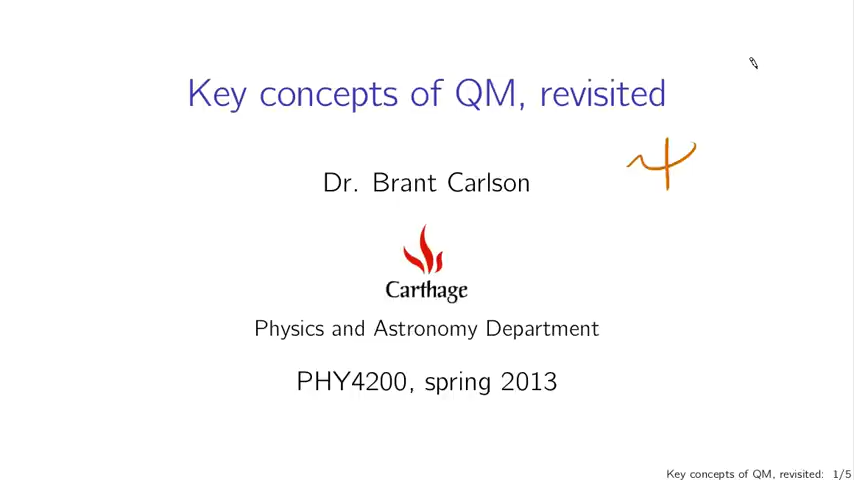 Key concepts of QM, revisited
Dr. Brant Carlson
ψ
Carthage
Physics and Astronomy Department
PHY4200, spring 2013
Key concepts of QM, revisited: 1/5